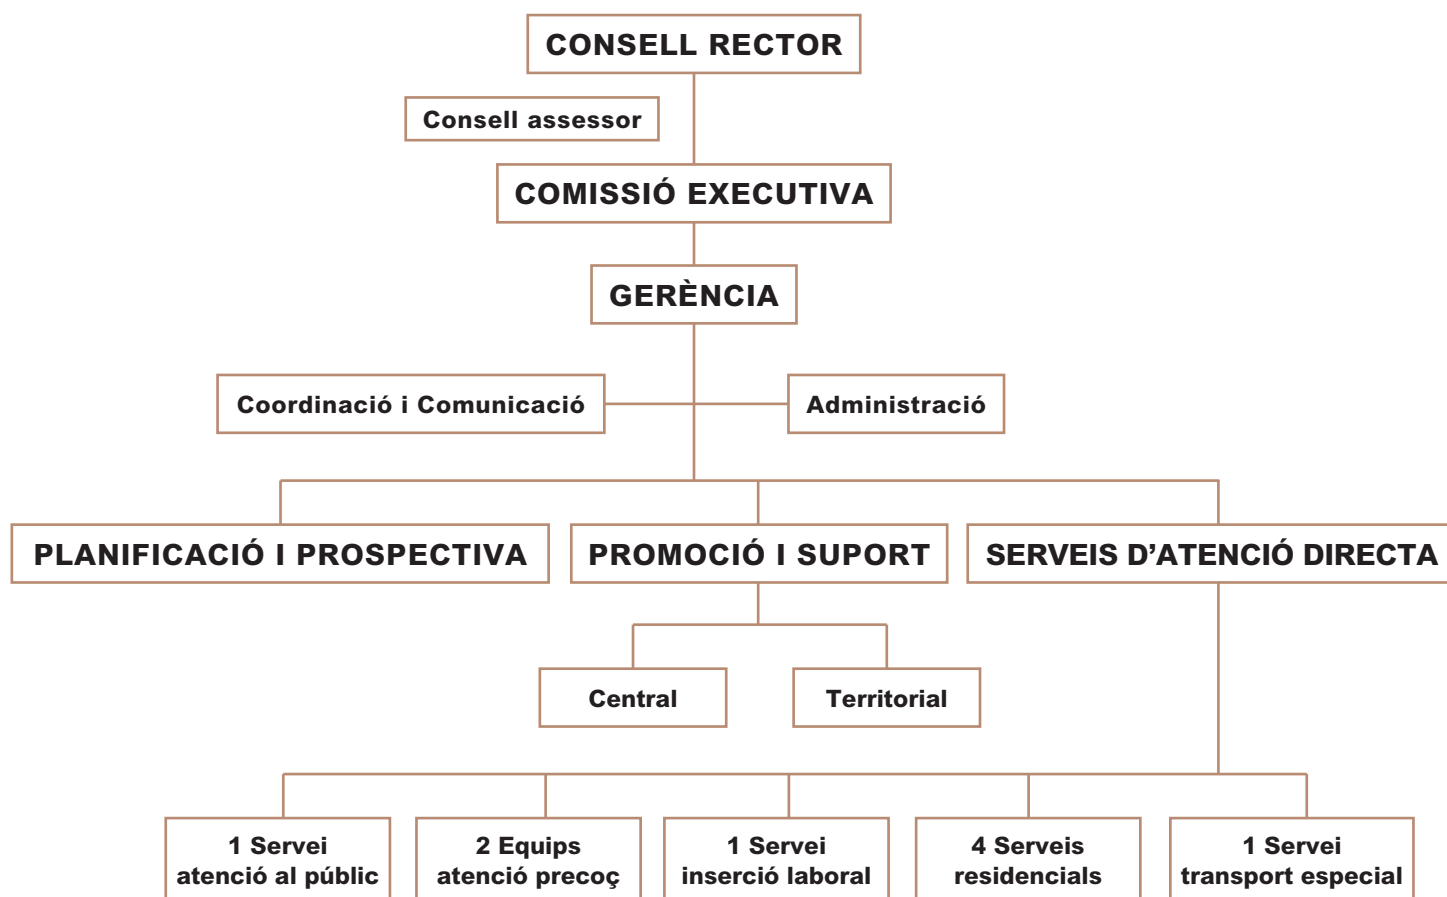 CONSELL RECTOR
Consell assessor
COMISSIÓ EXECUTIVA
GERÈNCIA
Coordinació i Comunicació
Administració
PLANIFICACIÓ I PROSPECTIVA
PROMOCIÓ I SUPORT
SERVEIS D’ATENCIÓ DIRECTA
Central
Territorial
1 Servei
atenció al públic
2 Equips
atenció precoç
1 Servei
inserció laboral
4 Serveis
residencials
1 Servei
transport especial